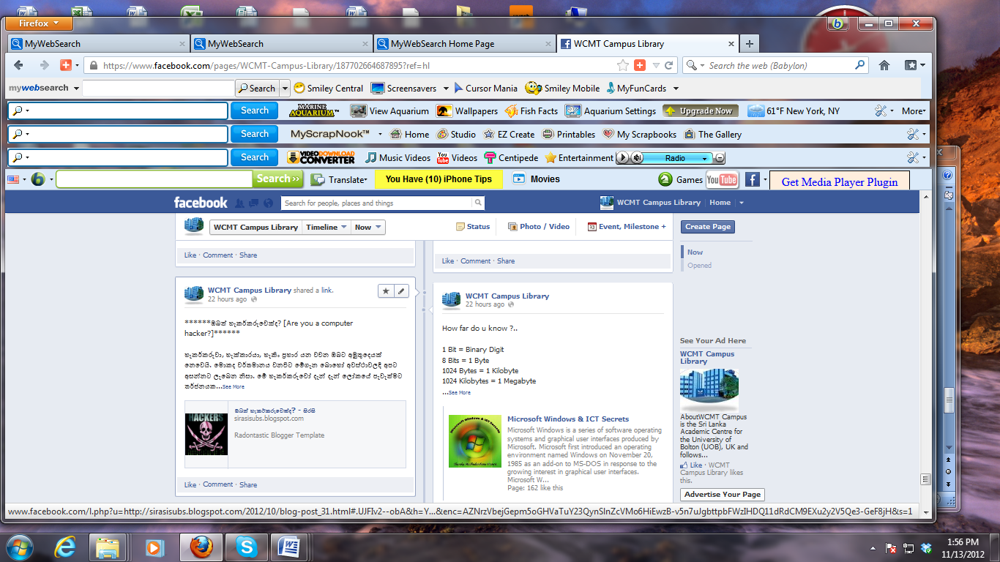 Firefox
MyWebSearch
MyWebSearch
MyWebSearch Home Page
WCMT Campus Library
https://www.facebook.com/pages/WCMT-Campus-Library/187702664687895?ref=hl
Search the web (Babylon)
mywebsearch Search Smiley Central Screensavers Cursor Mania Smiley Mobile MyFunCards
Search MARINE AQUARIUM™ View Aquarium Wallpapers Fish Facts Aquarium Settings Upgrade Now 61°F New York, NY More
Search MyScrapNook™ Home Studio EZ Create Printables My Scrapbooks The Gallery
Search VIDEO DOWNLOAD CONVERTER Music Videos Videos Centipede Entertainment Radio
Search >> Translate You Have (10) iPhone Tips Movies Games YouTube Get Media Player Plugin
facebook Search for people, places and things WCMT Campus Library Home
WCMT Campus Library Timeline Now Status Photo / Video Event, Milestone +
Like · Comment · Share
WCMT Campus Library shared a link.
22 hours ago
******ඔබත් හැකර්කරුවෙක්ද? [Are you a computer
hacker?]******
හැකර්කරුවා, හැක්කාරයා, හැකිං ප්‍රහාර යන වචන ඔබට අමුතුදෙයක්
නෙවෙයි. මොකද වර්තමානය වනවිට මේගැන බොහෝ අවස්ථාවලදී අපට
අසන්නට ලැබෙන නිසා. මේ හැකර්කරුවෝ දැන් දැන් ලෝකයේ පැවැත්මට
තර්ජනයක...See More
HACKERS
ඔබත් හැකර්කරුවෙක්ද? - සිරසි
sirasisubs.blogspot.com
Radontastic Blogger Template
Like · Comment · Share
Like · Comment · Share
WCMT Campus Library
22 hours ago
How far do u know ?..
1 Bit = Binary Digit
8 Bits = 1 Byte
1024 Bytes = 1 Kilobyte
1024 Kilobytes = 1 Megabyte
...See More
Microsoft Windows & ICT Secrets
Microsoft Windows is a series of software operating
systems and graphical user interfaces produced by
Microsoft. Microsoft first introduced an operating
environment named Windows on November 20,
1985 as an add-on to MS-DOS in response to the
growing interest in graphical user interfaces.
Microsoft W...
Page: 162 like this
Create Page
Now
Opened
See Your Ad Here
WCMT Campus
Library
AboutWCMT Campus
is the Sri Lanka
Academic Centre for
the University of
Bolton (UOB), UK and
follows...
Like · WCMT
Campus Library likes
this.
Advertise Your Page
www.facebook.com/l.php?u=http://sirasisubs.blogspot.com/2012/10/blog-post_31.html#.UJFIv2--obA&h=Y...&enc=AZNrzVbejGepm5oGHVaTuY23QynSlnZcVMo6HiEwzB-v5n7uJgbttpbFWzIHDQ11dRdCM9EXu2y2V5Qe3-GeF8jH&s=1
1:56 PM
11/13/2012